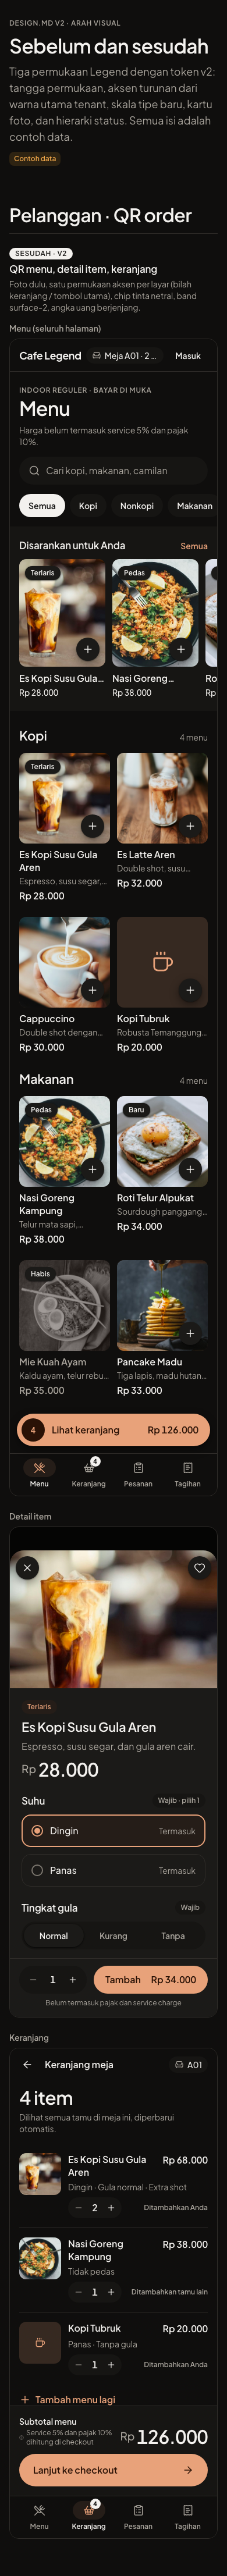 DESIGN.MD V2 · ARAH VISUAL
Sebelum dan sesudah
Tiga permukaan Legend dengan token v2:
tangga permukaan, aksen turunan dari
warna utama tenant, skala tipe baru, kartu
foto, dan hierarki status. Semua isi adalah
contoh data.
Contoh data
Pelanggan · QR order
SESUDAH · V2
QR menu, detail item, keranjang
Foto dulu, satu permukaan aksen per layar (bilah
keranjang / tombol utama), chip tinta netral, band
surface-2, angka uang berjenjang.
Menu (seluruh halaman)
Cafe Legend
Meja A01 · 2 ...
Masuk
INDOOR REGULER · BAYAR DI MUKA
Menu
Harga belum termasuk service 5% dan pajak
10%.
Cari kopi, makanan, camilan
Semua Kopi Nonkopi Makanan
Disarankan untuk Anda Semua
Terlaris Pedas
Es Kopi Susu Gula... Nasi Goreng... Ro
Rp 28.000 Rp 38.000 Rp
Kopi 4 menu
Terlaris
Es Kopi Susu Gula
Aren
Espresso, susu segar,...
Rp 28.000
Es Latte Aren
Double shot, susu...
Rp 32.000
Cappuccino
Double shot dengan...
Rp 30.000
Kopi Tubruk
Robusta Temanggung...
Rp 20.000
Makanan 4 menu
Pedas
Nasi Goreng
Kampung
Telur mata sapi,...
Rp 38.000
Baru
Roti Telur Alpukat
Sourdough panggang...
Rp 34.000
Habis
Mie Kuah Ayam
Kaldu ayam, telur rebu...
Rp 35.000
Pancake Madu
Tiga lapis, madu hutan...
Rp 33.000
4 Lihat keranjang Rp 126.000
4
Menu Keranjang Pesanan Tagihan
Detail item
Terlaris
Es Kopi Susu Gula Aren
Espresso, susu segar, dan gula aren cair.
Rp 28.000
Suhu Wajib · pilih 1
Dingin Termasuk
Panas Termasuk
Tingkat gula Wajib
Normal Kurang Tanpa
− 1 + Tambah Rp 34.000
Belum termasuk pajak dan service charge
Keranjang
Keranjang meja A01
4 item
Dilihat semua tamu di meja ini, diperbarui
otomatis.
Es Kopi Susu Gula
Aren
Rp 68.000
Dingin · Gula normal · Extra shot
− 2 + Ditambahkan Anda
Nasi Goreng
Kampung
Rp 38.000
Tidak pedas
− 1 + Ditambahkan tamu lain
Kopi Tubruk Rp 20.000
Panas · Tanpa gula
− 1 + Ditambahkan Anda
+ Tambah menu lagi
Subtotal menu
Service 5% dan pajak 10%
dihitung di checkout
Rp 126.000
Lanjut ke checkout
4
Menu Keranjang Pesanan Tagihan